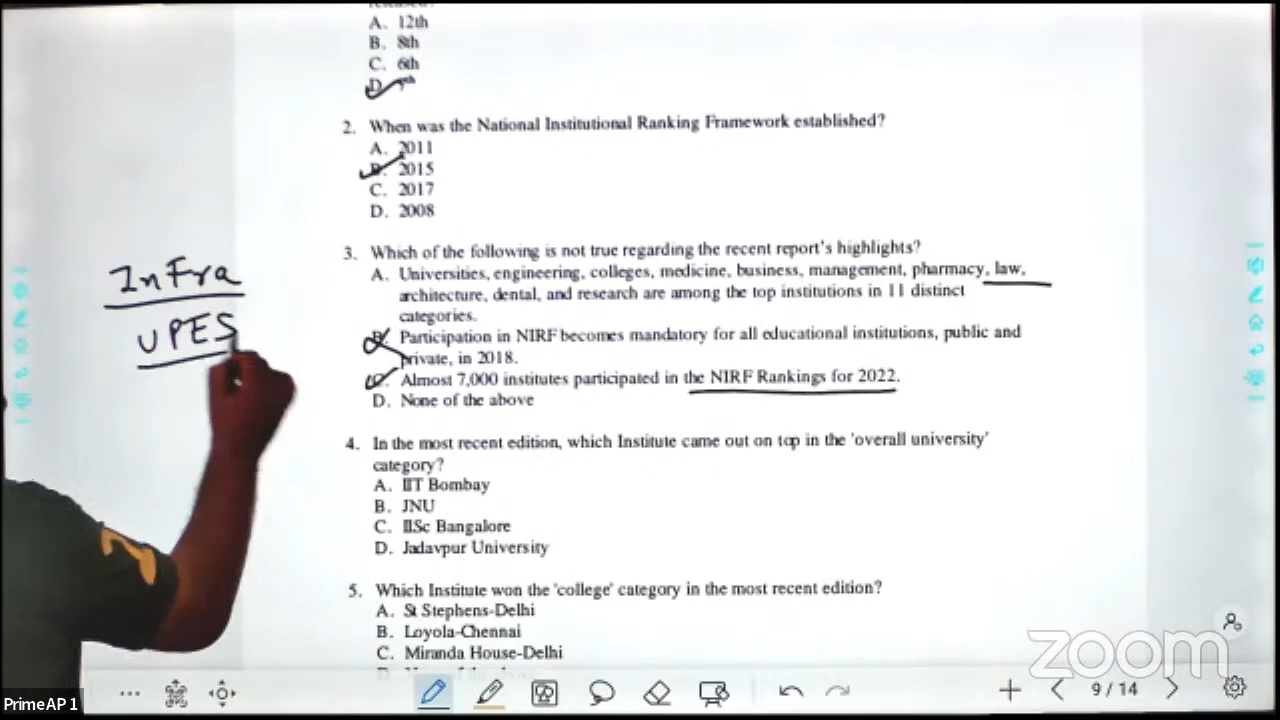 A. 12th
B. 8th
C. 6th
D. 7th
2. When was the National Institutional Ranking Framework established?
A. 2011
B. 2015
C. 2017
D. 2008
3. Which of the following is not true regarding the recent report's highlights?
A. Universities, engineering, colleges, medicine, business, management, pharmacy, law,
architecture, dental, and research are among the top institutions in 11 distinct
categories.
B. Participation in NIRF becomes mandatory for all educational institutions, public and
private, in 2018.
C. Almost 7,000 institutes participated in the NIRF Rankings for 2022.
D. None of the above
InFra
UPES
4. In the most recent edition, which Institute came out on top in the 'overall university'
category?
A. IIT Bombay
B. JNU
C. IISc Bangalore
D. Jadavpur University
5. Which Institute won the 'college' category in the most recent edition?
A. St Stephens-Delhi
B. Loyola-Chennai
C. Miranda House-Delhi
zoom
9 / 14
PrimeAP 1